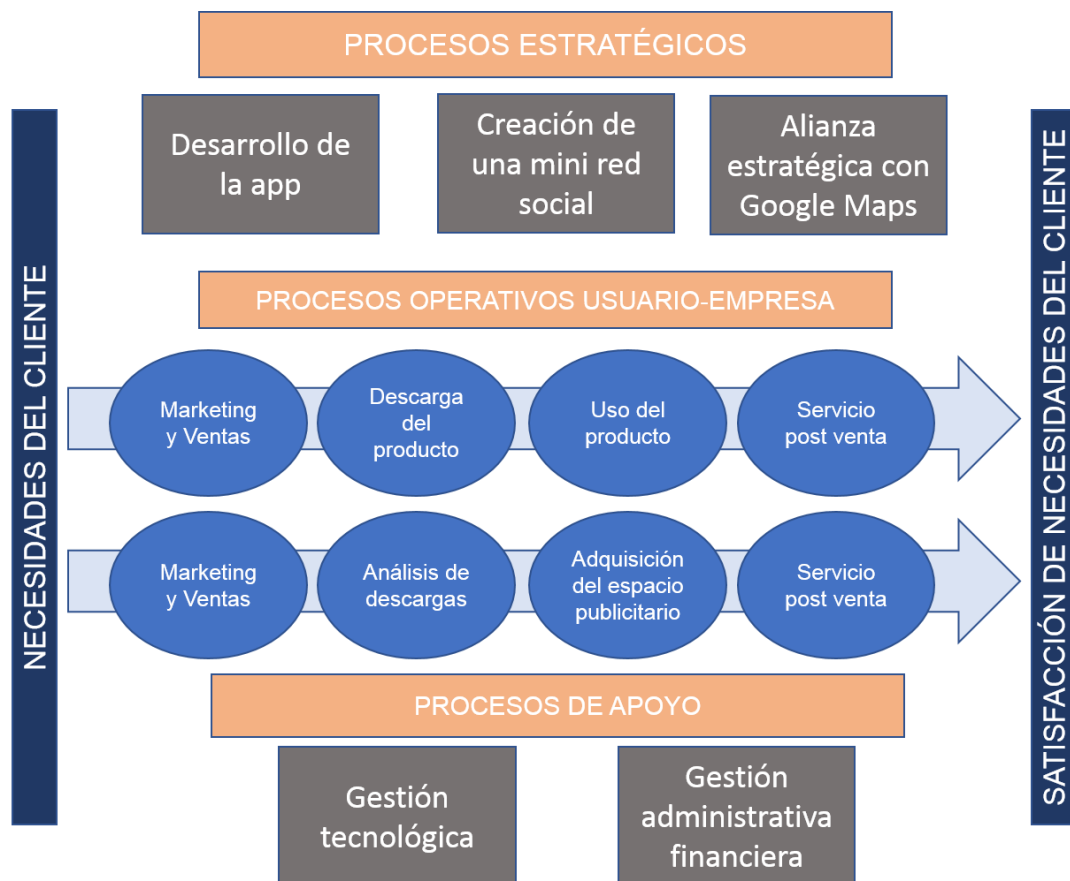 PROCESOS ESTRATÉGICOS
Desarrollo de
la app
Creación de
una mini red
social
Alianza
estratégica con
Google Maps
NECESIDADES DEL CLIENTE
PROCESOS OPERATIVOS USUARIO-EMPRESA
Marketing
y Ventas
Descarga
del
producto
Uso del
producto
Servicio
post venta
Marketing
y Ventas
Análisis de
descargas
Adquisición
del espacio
publicitario
Servicio
post venta
PROCESOS DE APOYO
Gestión
tecnológica
Gestión
administrativa
financiera
SATISFACCIÓN DE NECESIDADES DEL CLIENTE